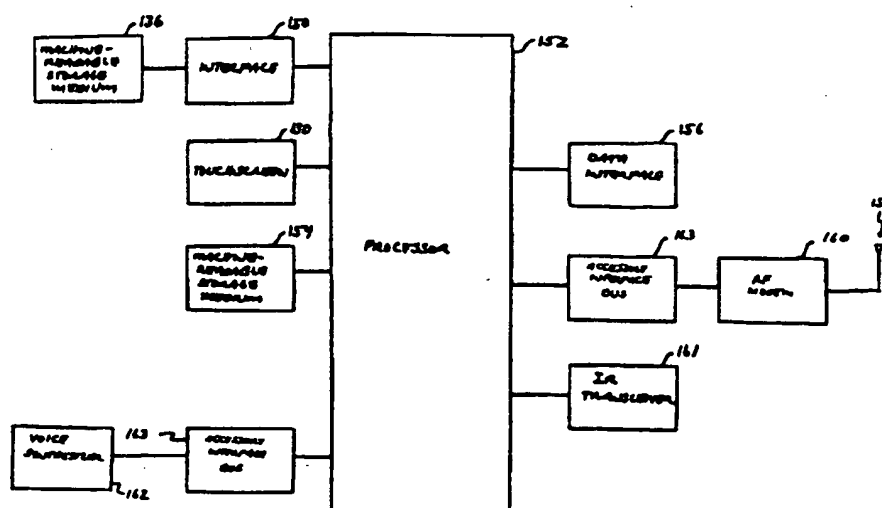 136
MACHINE-
READABLE
STORAGE
MEDIUM
150
INTERFACE
152
130
TOUCHSCREEN
156
DATA
INTERFACE
154
MACHINE-
READABLE
STORAGE
MEDIUM
PROCESSOR
163
ACCESSORY
INTERFACE
BUS
160
RF
MODEM
161
IR
TRANSCEIVER
163
VOICE
SYNTHESIZER
162
ACCESSORY
INTERFACE
BUS